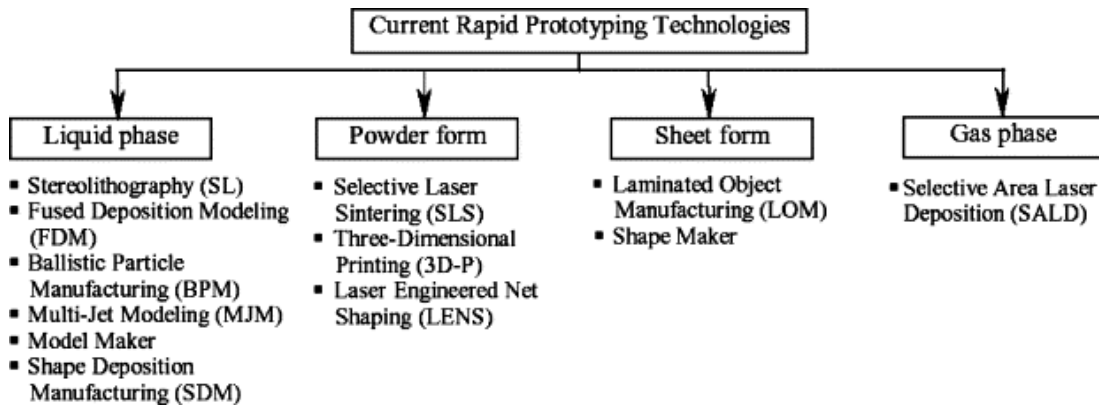 Current Rapid Prototyping Technologies
Liquid phase
▪ Stereolithography (SL)
▪ Fused Deposition Modeling
(FDM)
▪ Ballistic Particle
Manufacturing (BPM)
▪ Multi-Jet Modeling (MJM)
▪ Model Maker
▪ Shape Deposition
Manufacturing (SDM)
Powder form
▪ Selective Laser
Sintering (SLS)
▪ Three-Dimensional
Printing (3D-P)
▪ Laser Engineered Net
Shaping (LENS)
Sheet form
▪ Laminated Object
Manufacturing (LOM)
▪ Shape Maker
Gas phase
▪ Selective Area Laser
Deposition (SALD)